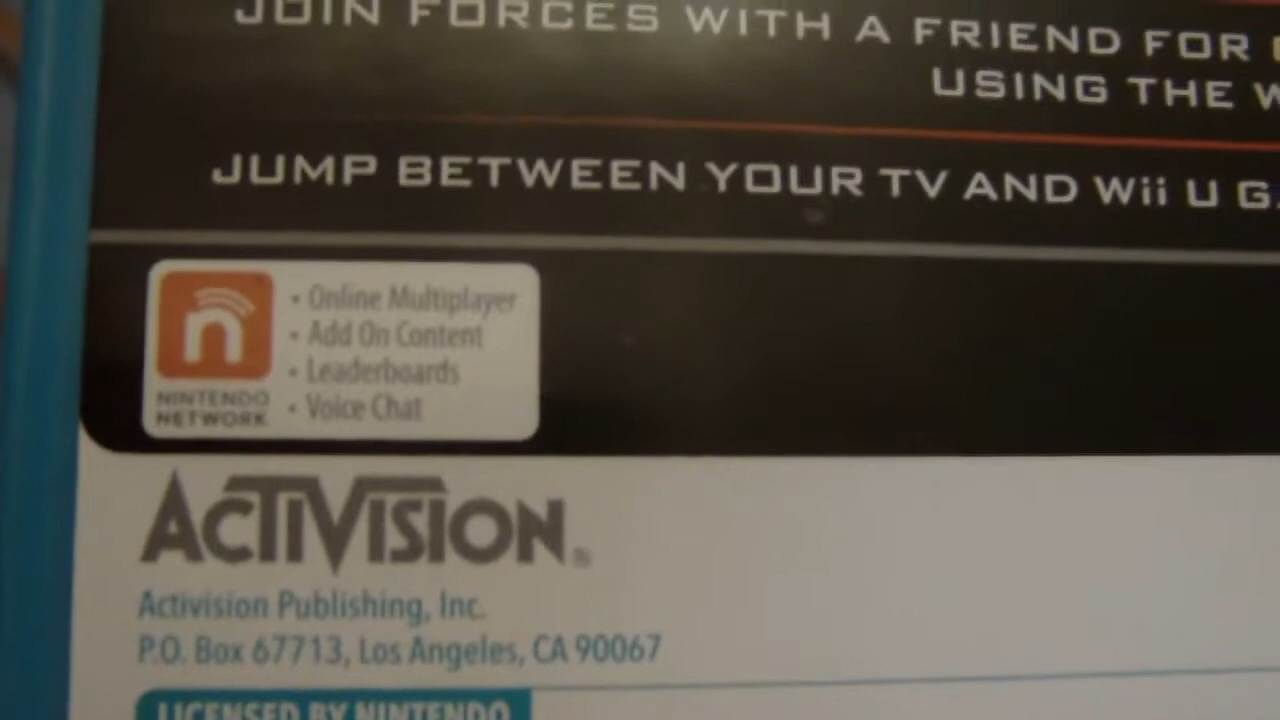 JOIN FORCES WITH A FRIEND FOR
USING THE
JUMP BETWEEN YOUR TV AND Wii U
n
NINTENDO
NETWORK
• Online Multiplayer
• Add On Content
• Leaderboards
• Voice Chat
ACTIVISION®
Activision Publishing, Inc.
P.O. Box 67713, Los Angeles, CA 90067
LICENSED BY NINTENDO